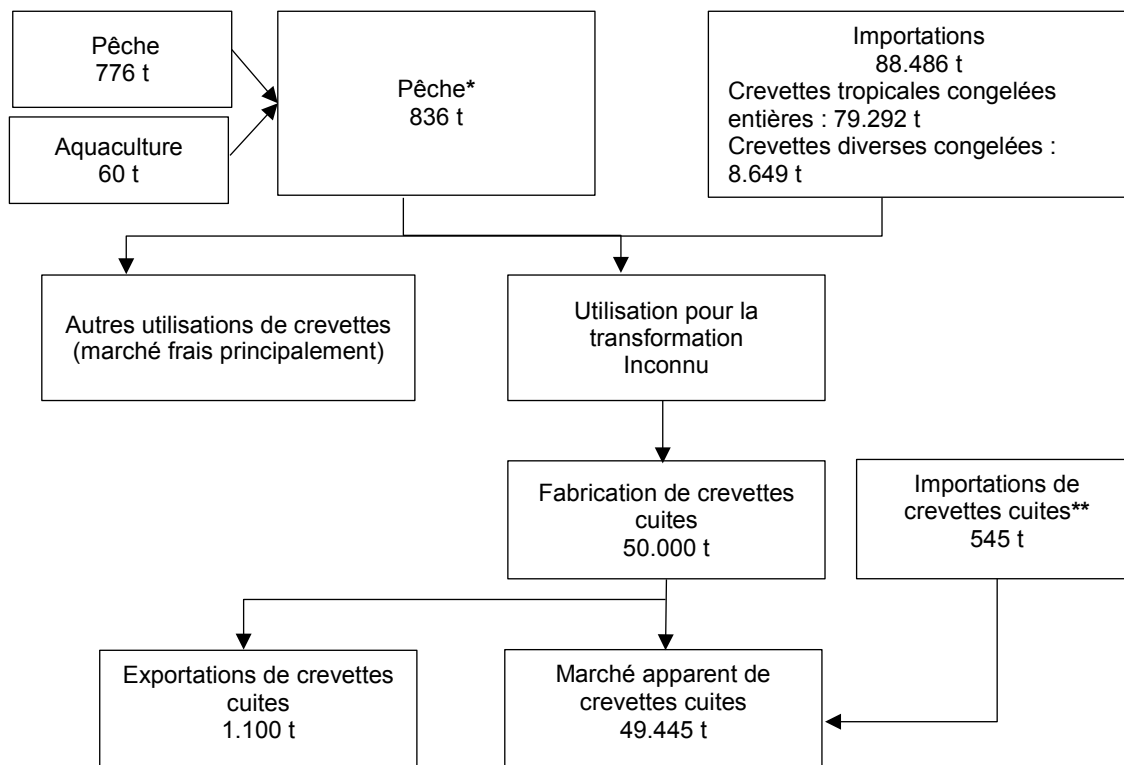 Pêche
776 t
Aquaculture
60 t
Pêche*
836 t
Importations
88.486 t
Crevettes tropicales congelées
entières : 79.292 t
Crevettes diverses congelées :
8.649 t
Autres utilisations de crevettes
(marché frais principalement)
Utilisation pour la
transformation
Inconnu
Fabrication de crevettes
cuites
50.000 t
Importations de
crevettes cuites**
545 t
Exportations de crevettes
cuites
1.100 t
Marché apparent de
crevettes cuites
49.445 t